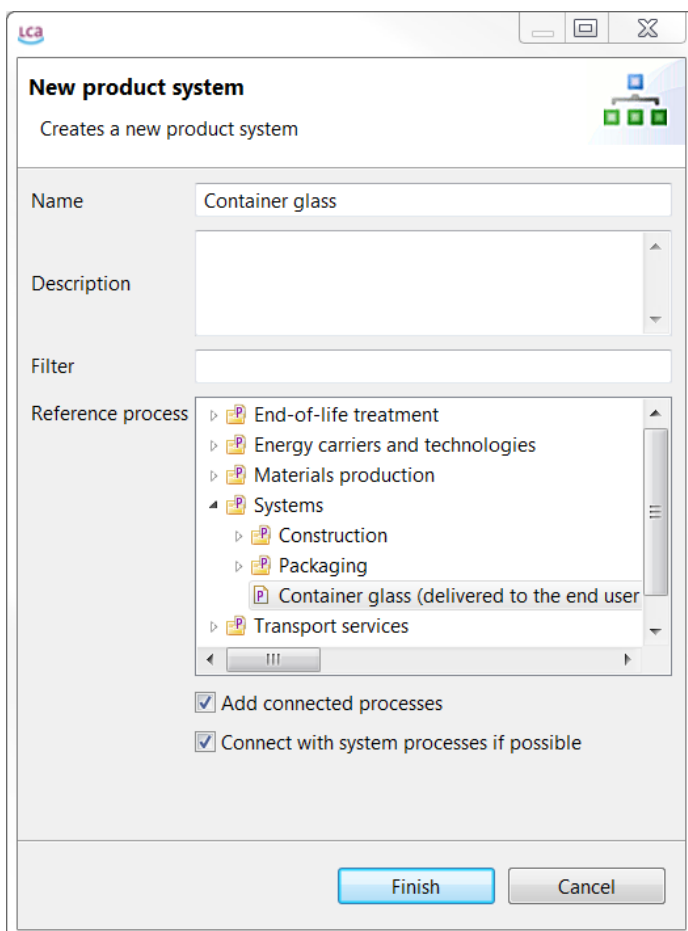 LCA
New product system
Creates a new product system
Name Container glass
Description
Filter
Reference process
P End-of-life treatment
P Energy carriers and technologies
P Materials production
P Systems
P Construction
P Packaging
P Container glass (delivered to the end user
P Transport services
Add connected processes
Connect with system processes if possible
Finish Cancel